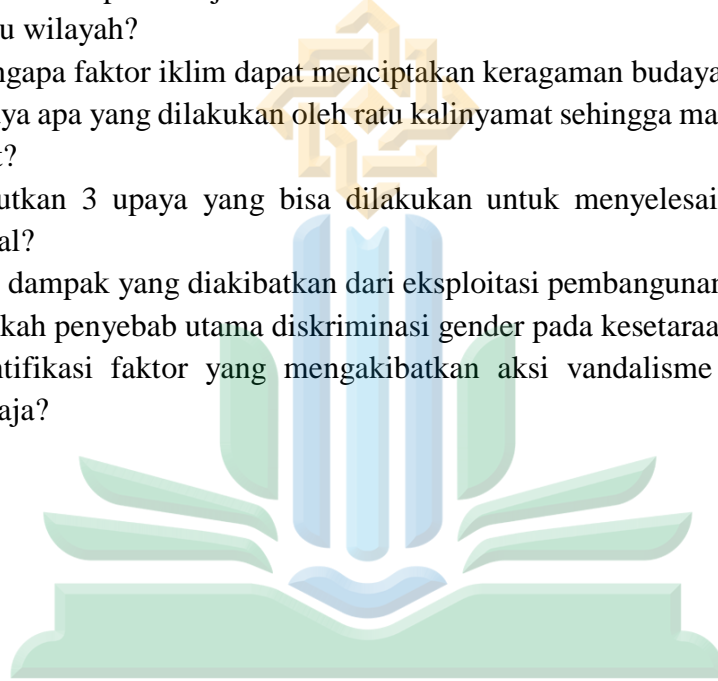 u wilayah?
ngapa faktor iklim dapat menciptakan keragaman budaya
ya apa yang dilakukan oleh ratu kalinyamat sehingga ma
?
utkan 3 upaya yang bisa dilakukan untuk menyelesai
al?
dampak yang diakibatkan dari eksploitasi pembangunan
kah penyebab utama diskriminasi gender pada kesetaraa
ntifikasi faktor yang mengakibatkan aksi vandalisme
aja?